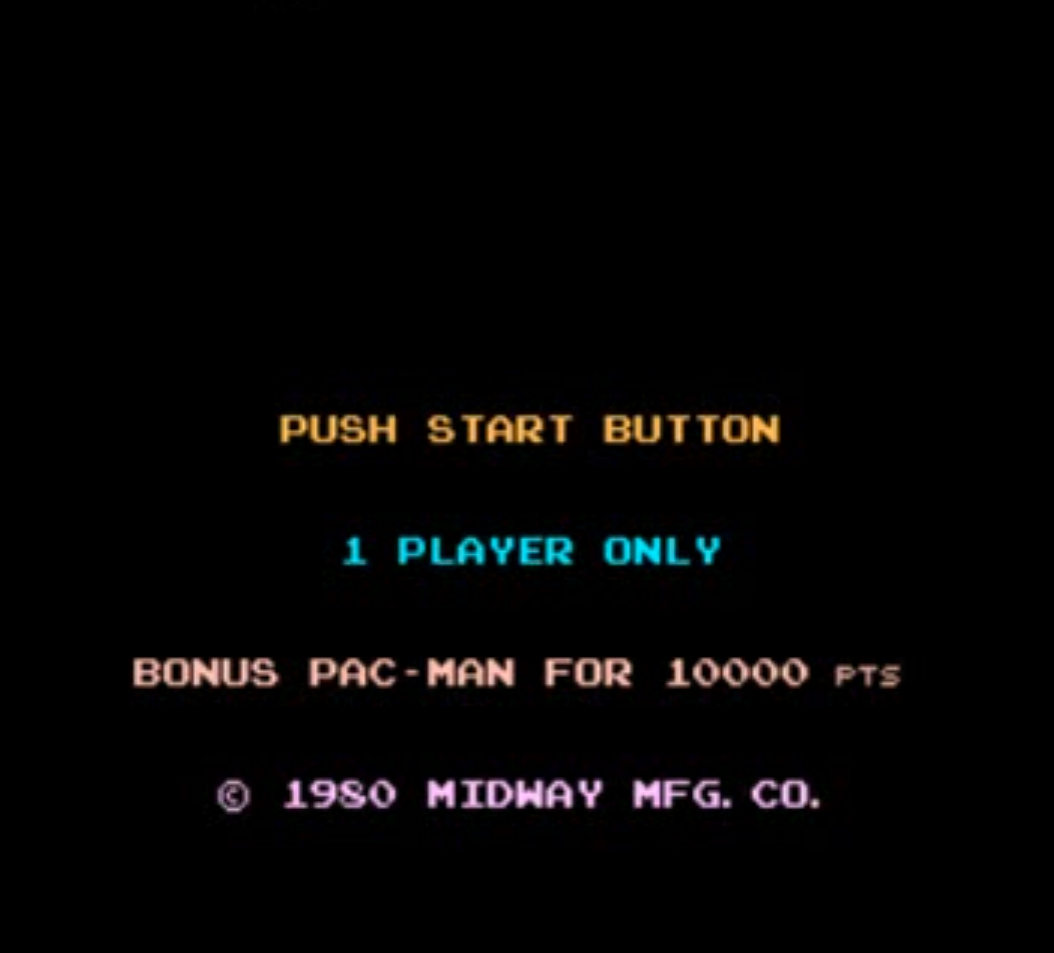 PUSH START BUTTON
1 PLAYER ONLY
BONUS PAC-MAN FOR 10000 PTS
© 1980 MIDWAY MFG. CO.